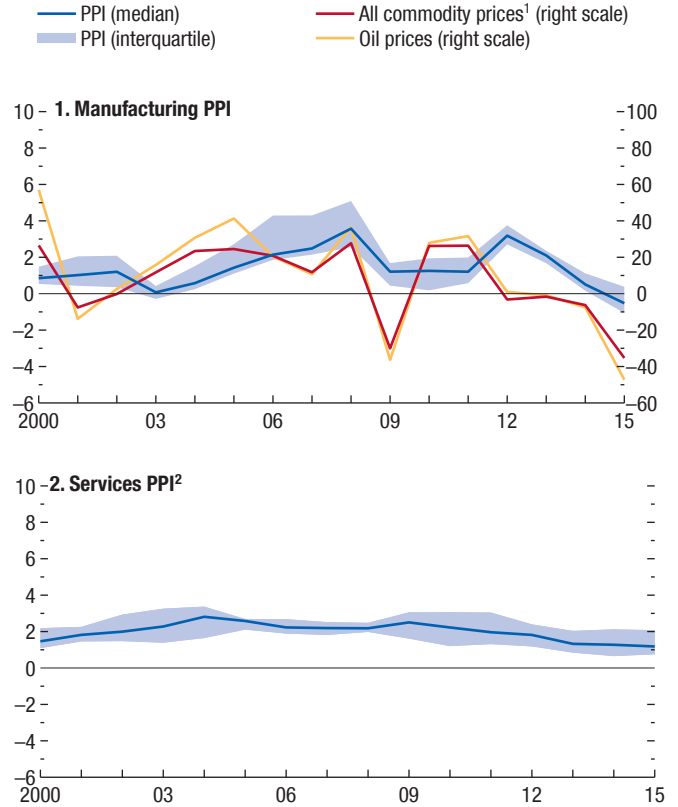 PPI (median)
All commodity prices¹ (right scale)
PPI (interquartile)
Oil prices (right scale)
1. Manufacturing PPI
10 100
8 80
6 60
4 40
2 20
0 0
–2 –20
–4 –40
–6 –60
2000 03 06 09 12 15
2. Services PPI²
10
8
6
4
2
0
–2
–4
–6
2000 03 06 09 12 15